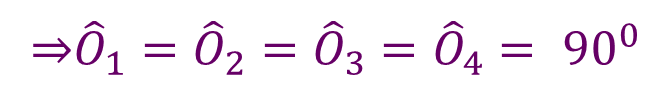 ⇒Ô₁ = Ô₂ = Ô₃ = Ô₄ = 90⁰